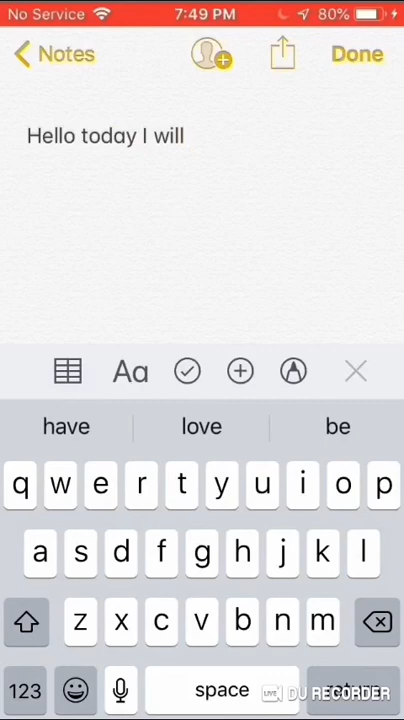 No Service 7:49 PM 80%
Notes Done
Hello today I will
Aa
have love be
q w e r t y u i o p
a s d f g h j k l
z x c v b n m
123 space
LIVE DU RECORDER